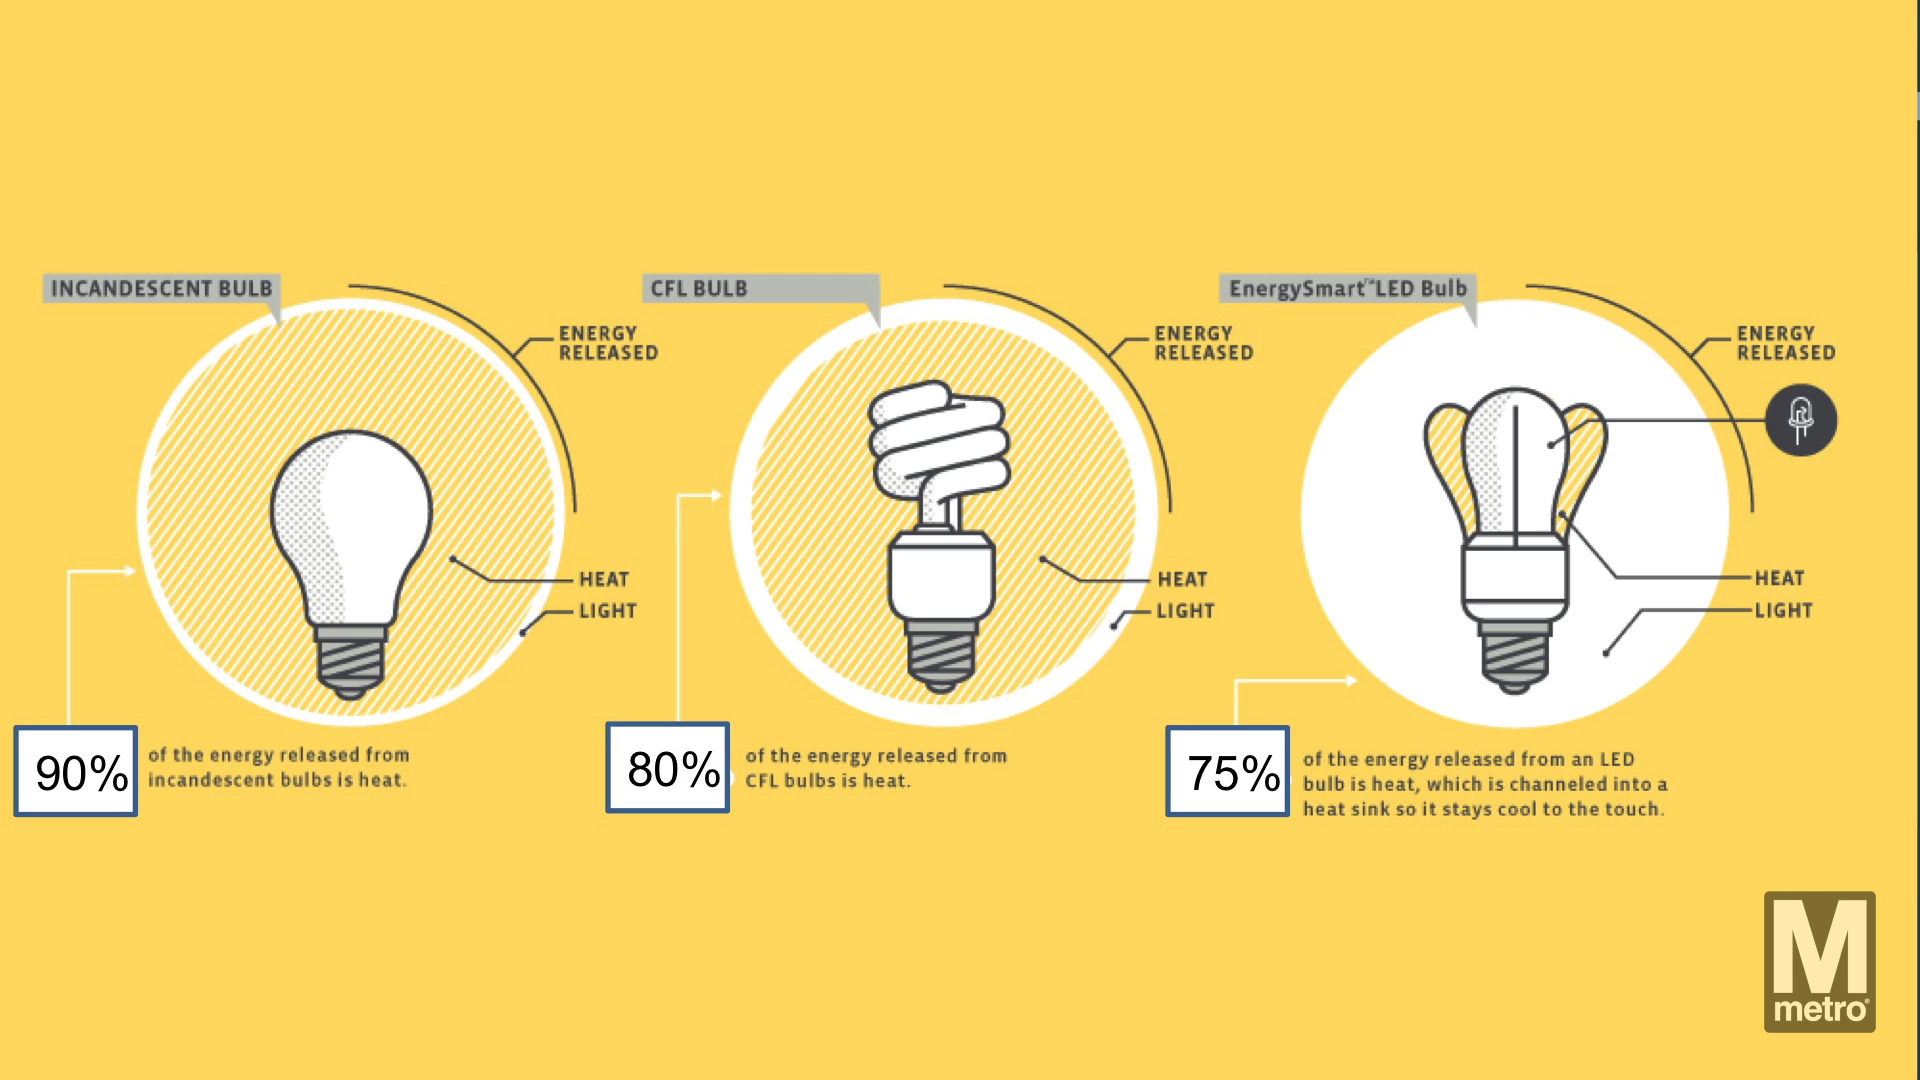 INCANDESCENT BULB
ENERGY
RELEASED
HEAT
LIGHT
90%
of the energy released from
incandescent bulbs is heat.
CFL BULB
ENERGY
RELEASED
HEAT
LIGHT
80%
of the energy released from
CFL bulbs is heat.
EnergySmart™LED Bulb
ENERGY
RELEASED
HEAT
LIGHT
75%
of the energy released from an LED
bulb is heat, which is channeled into a
heat sink so it stays cool to the touch.
M
metro®